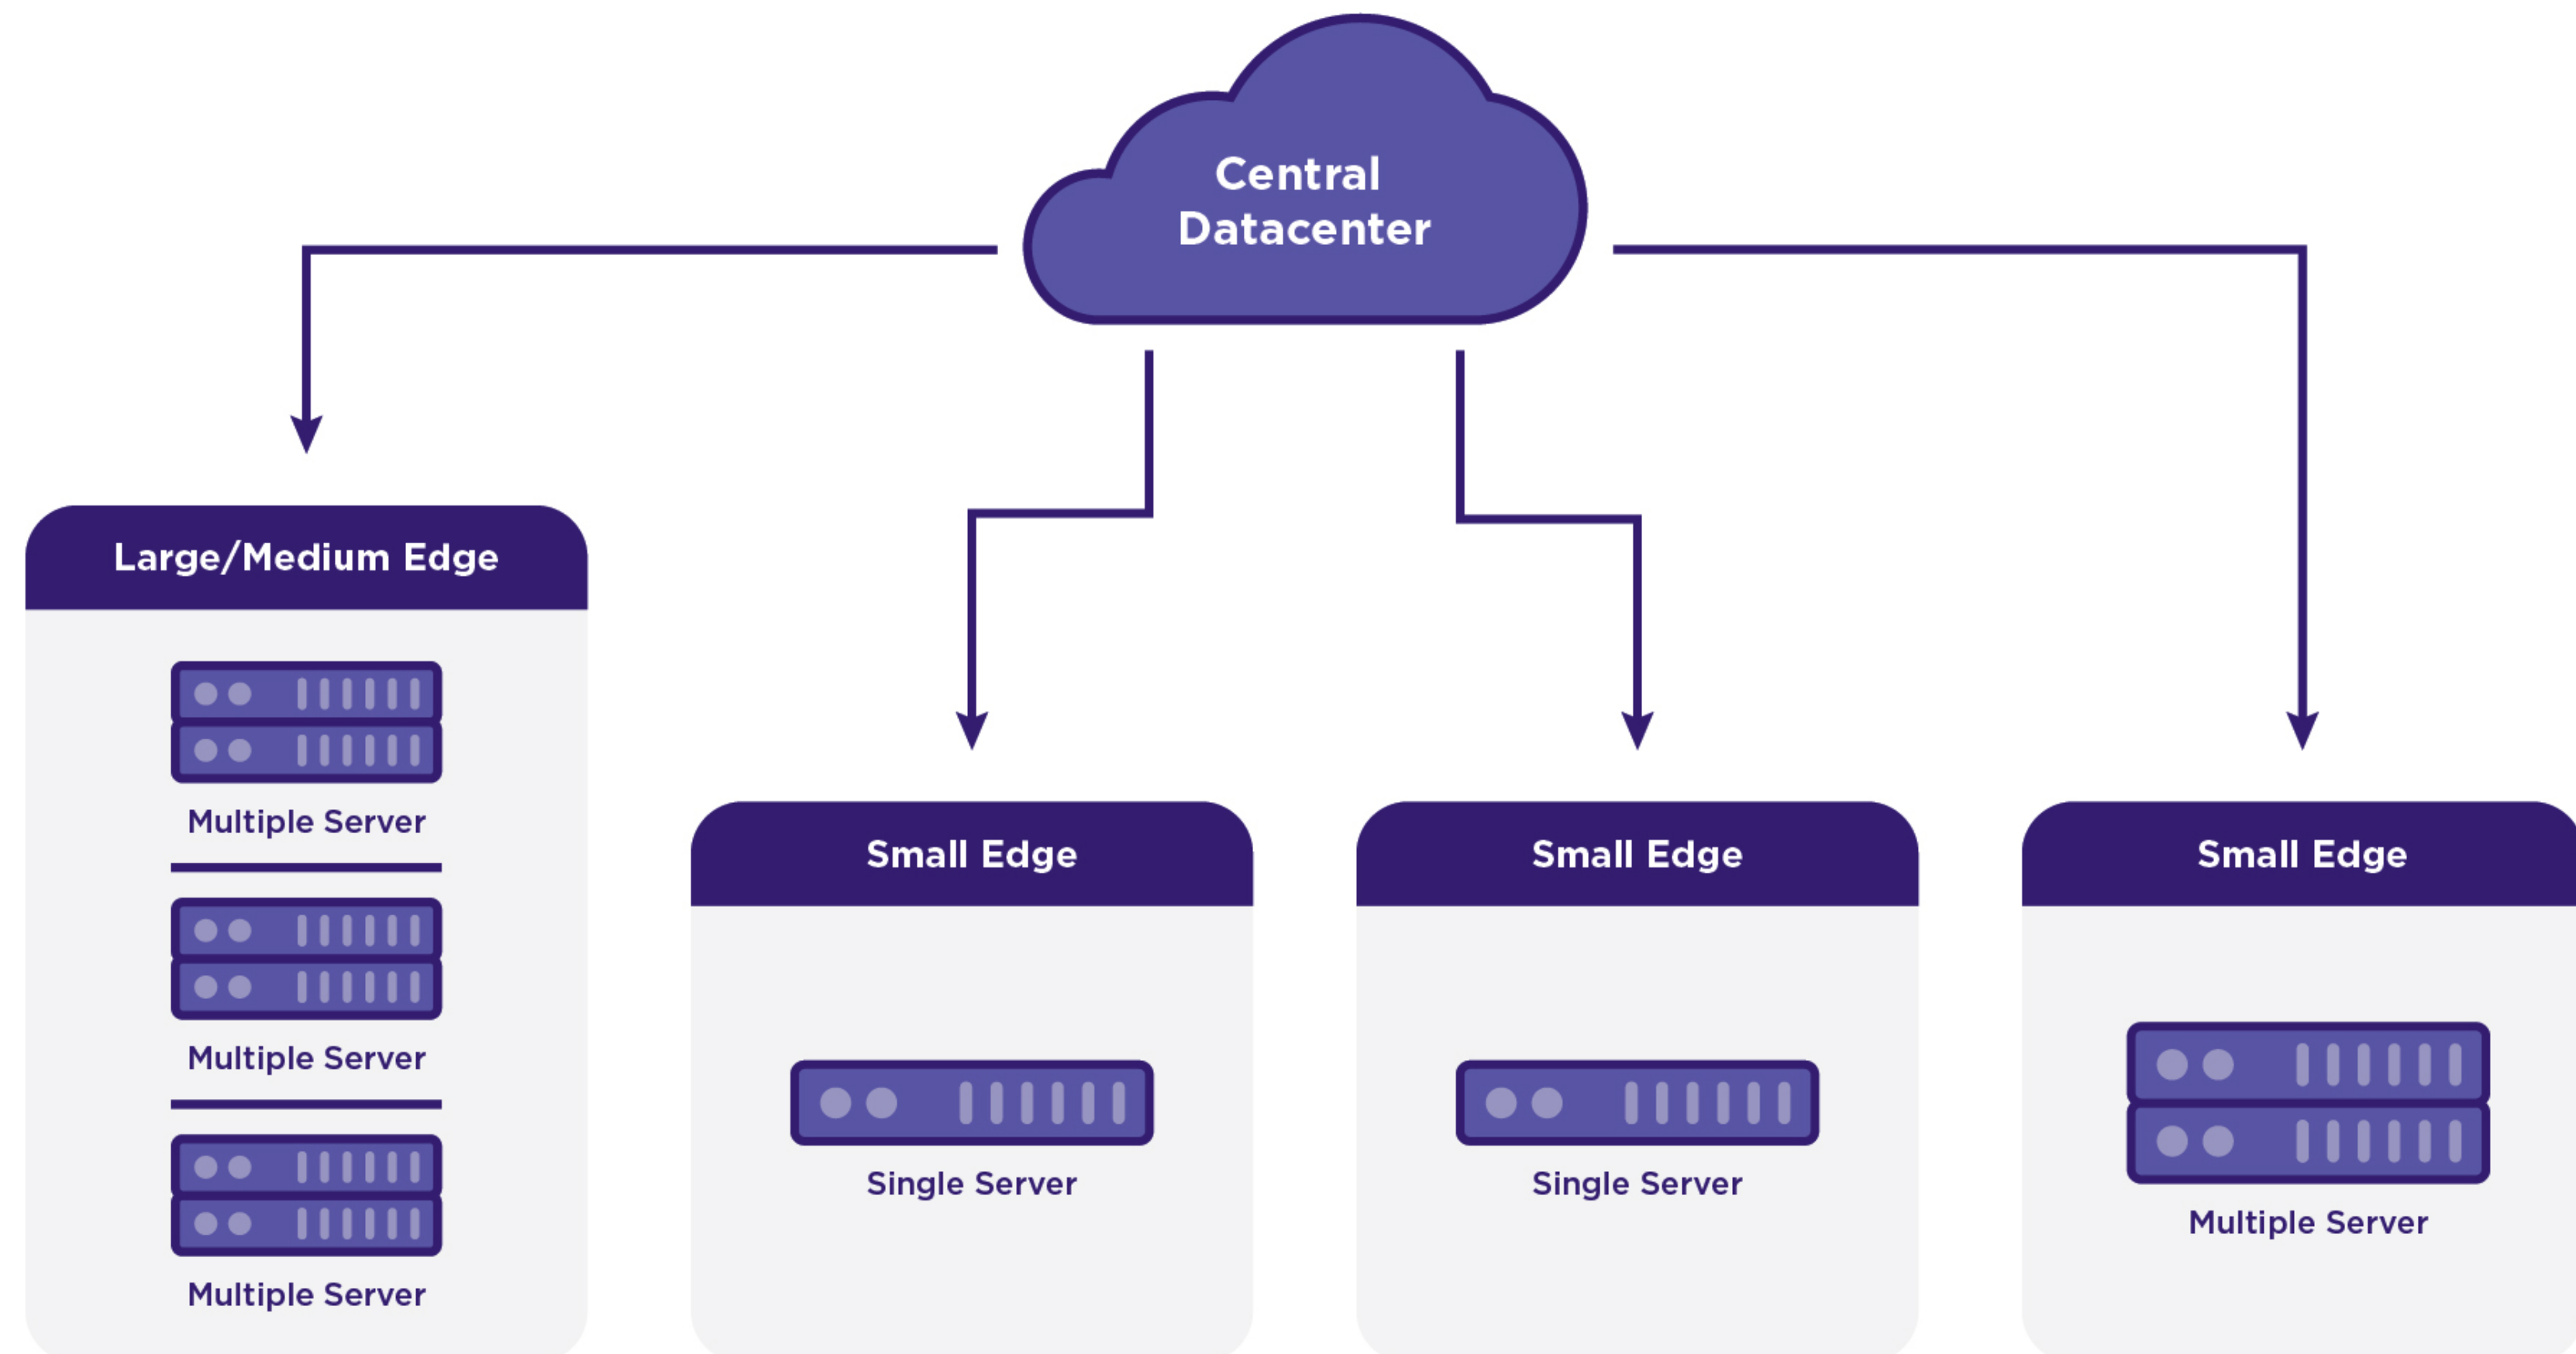 Central
Datacenter
Large/Medium Edge
Multiple Server
Multiple Server
Multiple Server
Small Edge
Single Server
Small Edge
Single Server
Small Edge
Multiple Server